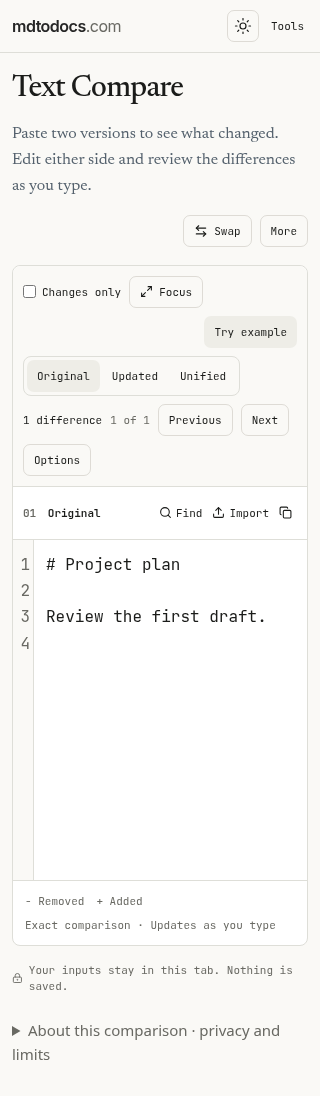 mdtodocs.com
Tools
Text Compare
Paste two versions to see what changed.
Edit either side and review the differences
as you type.
Swap
More
Changes only
Focus
Try example
Original
Updated
Unified
1 difference 1 of 1
Previous
Next
Options
01 Original
Find
Import
1 # Project plan
2
3 Review the first draft.
4
- Removed + Added
Exact comparison · Updates as you type
Your inputs stay in this tab. Nothing is
saved.
About this comparison · privacy and
limits